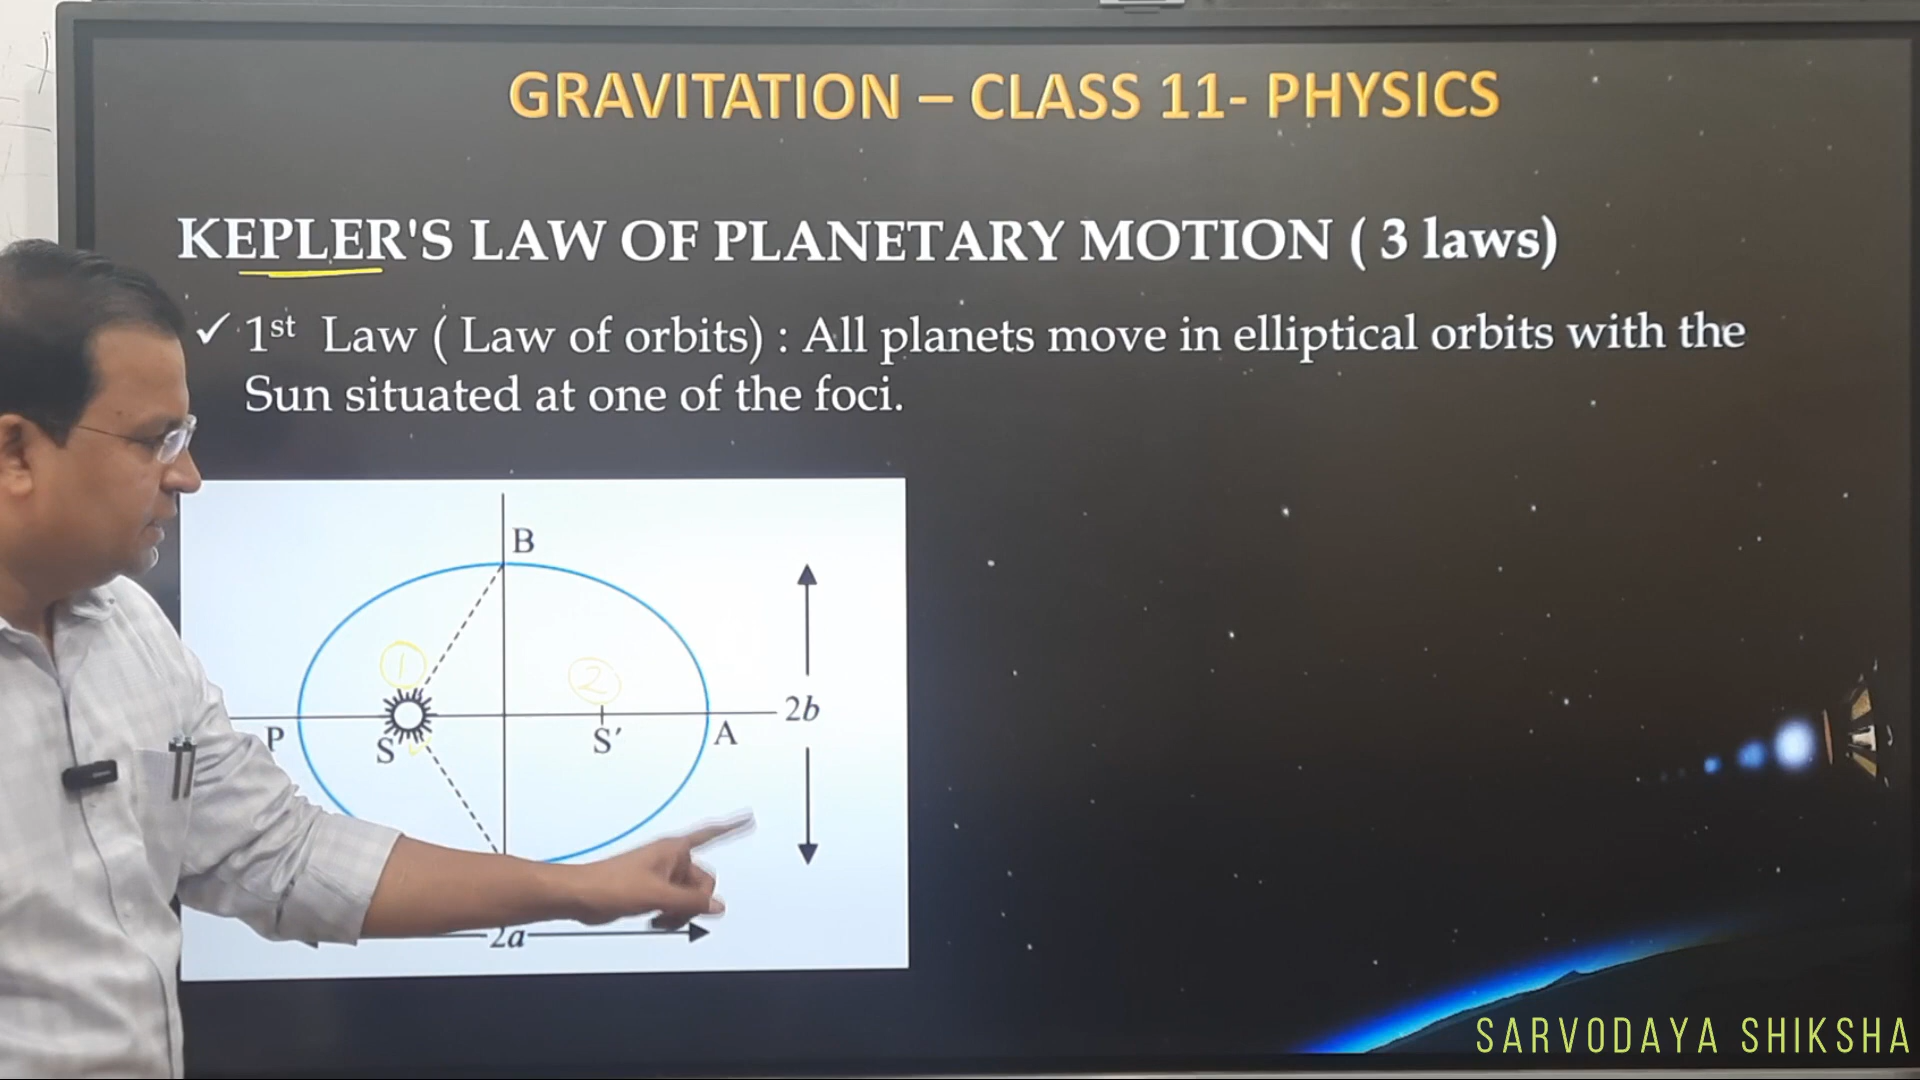 GRAVITATION – CLASS 11- PHYSICS
KEPLER'S LAW OF PLANETARY MOTION ( 3 laws)
✓ 1st Law ( Law of orbits) : All planets move in elliptical orbits with the
Sun situated at one of the foci.
B
1
2
2b
P
S
S′
A
2a
SARVODAYA SHIKSHA